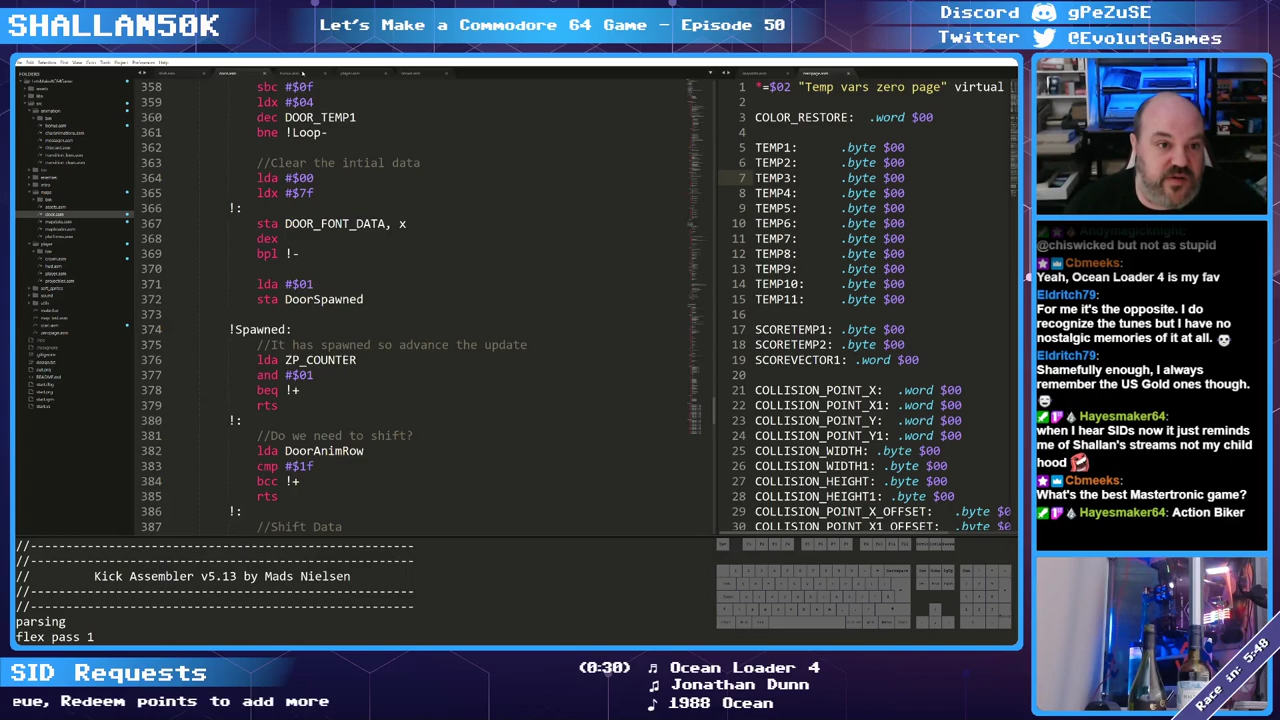 SHALLAN50K
Let's Make a Commodore 64 Game - Episode 50
Discord gPeZuSE
Twitter @EvoluteGames
FOLDERS
358 sbc #$0f
359 ldx #$04
360 dec DOOR_TEMP1
361 bne !Loop-
362
363 //Clear the intial data
364 lda #$00
365 ldx #$7f
366 !:
367 sta DOOR_FONT_DATA, x
368 dex
369 bpl !-
370
371 lda #$01
372 sta DoorSpawned
373
374 !Spawned:
375 //It has spawned so advance the update
376 lda ZP_COUNTER
377 and #$01
378 beq !+
379 rts
380 !:
381 //Do we need to shift?
382 lda DoorAnimRow
383 cmp #$1f
384 bcc !+
385 rts
386 !:
387 //Shift Data
1 *=$02 "Temp vars zero page" virtual
2
3 COLOR_RESTORE: .word $00
4
5 TEMP1: .byte $00
6 TEMP2: .byte $00
7 TEMP3: .byte $00
8 TEMP4: .byte $00
9 TEMP5: .byte $00
10 TEMP6: .byte $00
11 TEMP7: .byte $00
12 TEMP8: .byte $00
13 TEMP9: .byte $00
14 TEMP10: .byte $00
15 TEMP11: .byte $00
16
17 SCORETEMP1: .byte $00
18 SCORETEMP2: .byte $00
19 SCOREVECTOR1: .word $00
20
21 COLLISION_POINT_X: .word $00
22 COLLISION_POINT_X1: .word $00
23 COLLISION_POINT_Y: .word $00
24 COLLISION_POINT_Y1: .word $00
25 COLLISION_WIDTH: .byte $00
26 COLLISION_WIDTH1: .byte $00
27 COLLISION_HEIGHT: .byte $00
28 COLLISION_HEIGHT1: .byte $00
29 COLLISION_POINT_X_OFFSET: .byte $0
30 COLLISION_POINT_X1_OFFSET: .byte $
//--------------------------------------------------
//--------------------------------------------------
// Kick Assembler v5.13 by Mads Nielsen
//--------------------------------------------------
//--------------------------------------------------
parsing
flex pass 1
Andymagicknight:
@chiswicked but not as stupid
Cbmeeks:
Yeah, Ocean Loader 4 is my fav
Eldritch79:
For me it's the opposite. I do
recognize the tunes but I have no
nostalgic memories of it at all.
Eldritch79:
Shamefully enough, I always
remember the US Gold ones though.
Hayesmaker64:
when I hear SIDs now it just reminds
me of Shallan's streams not my child
hood
Cbmeeks:
What's the best Mastertronic game?
Hayesmaker64: Action Biker
SID Requests
eue, Redeem points to add more
(0:30) Ocean Loader 4
Jonathan Dunn
1988 Ocean
Race in: 5:48